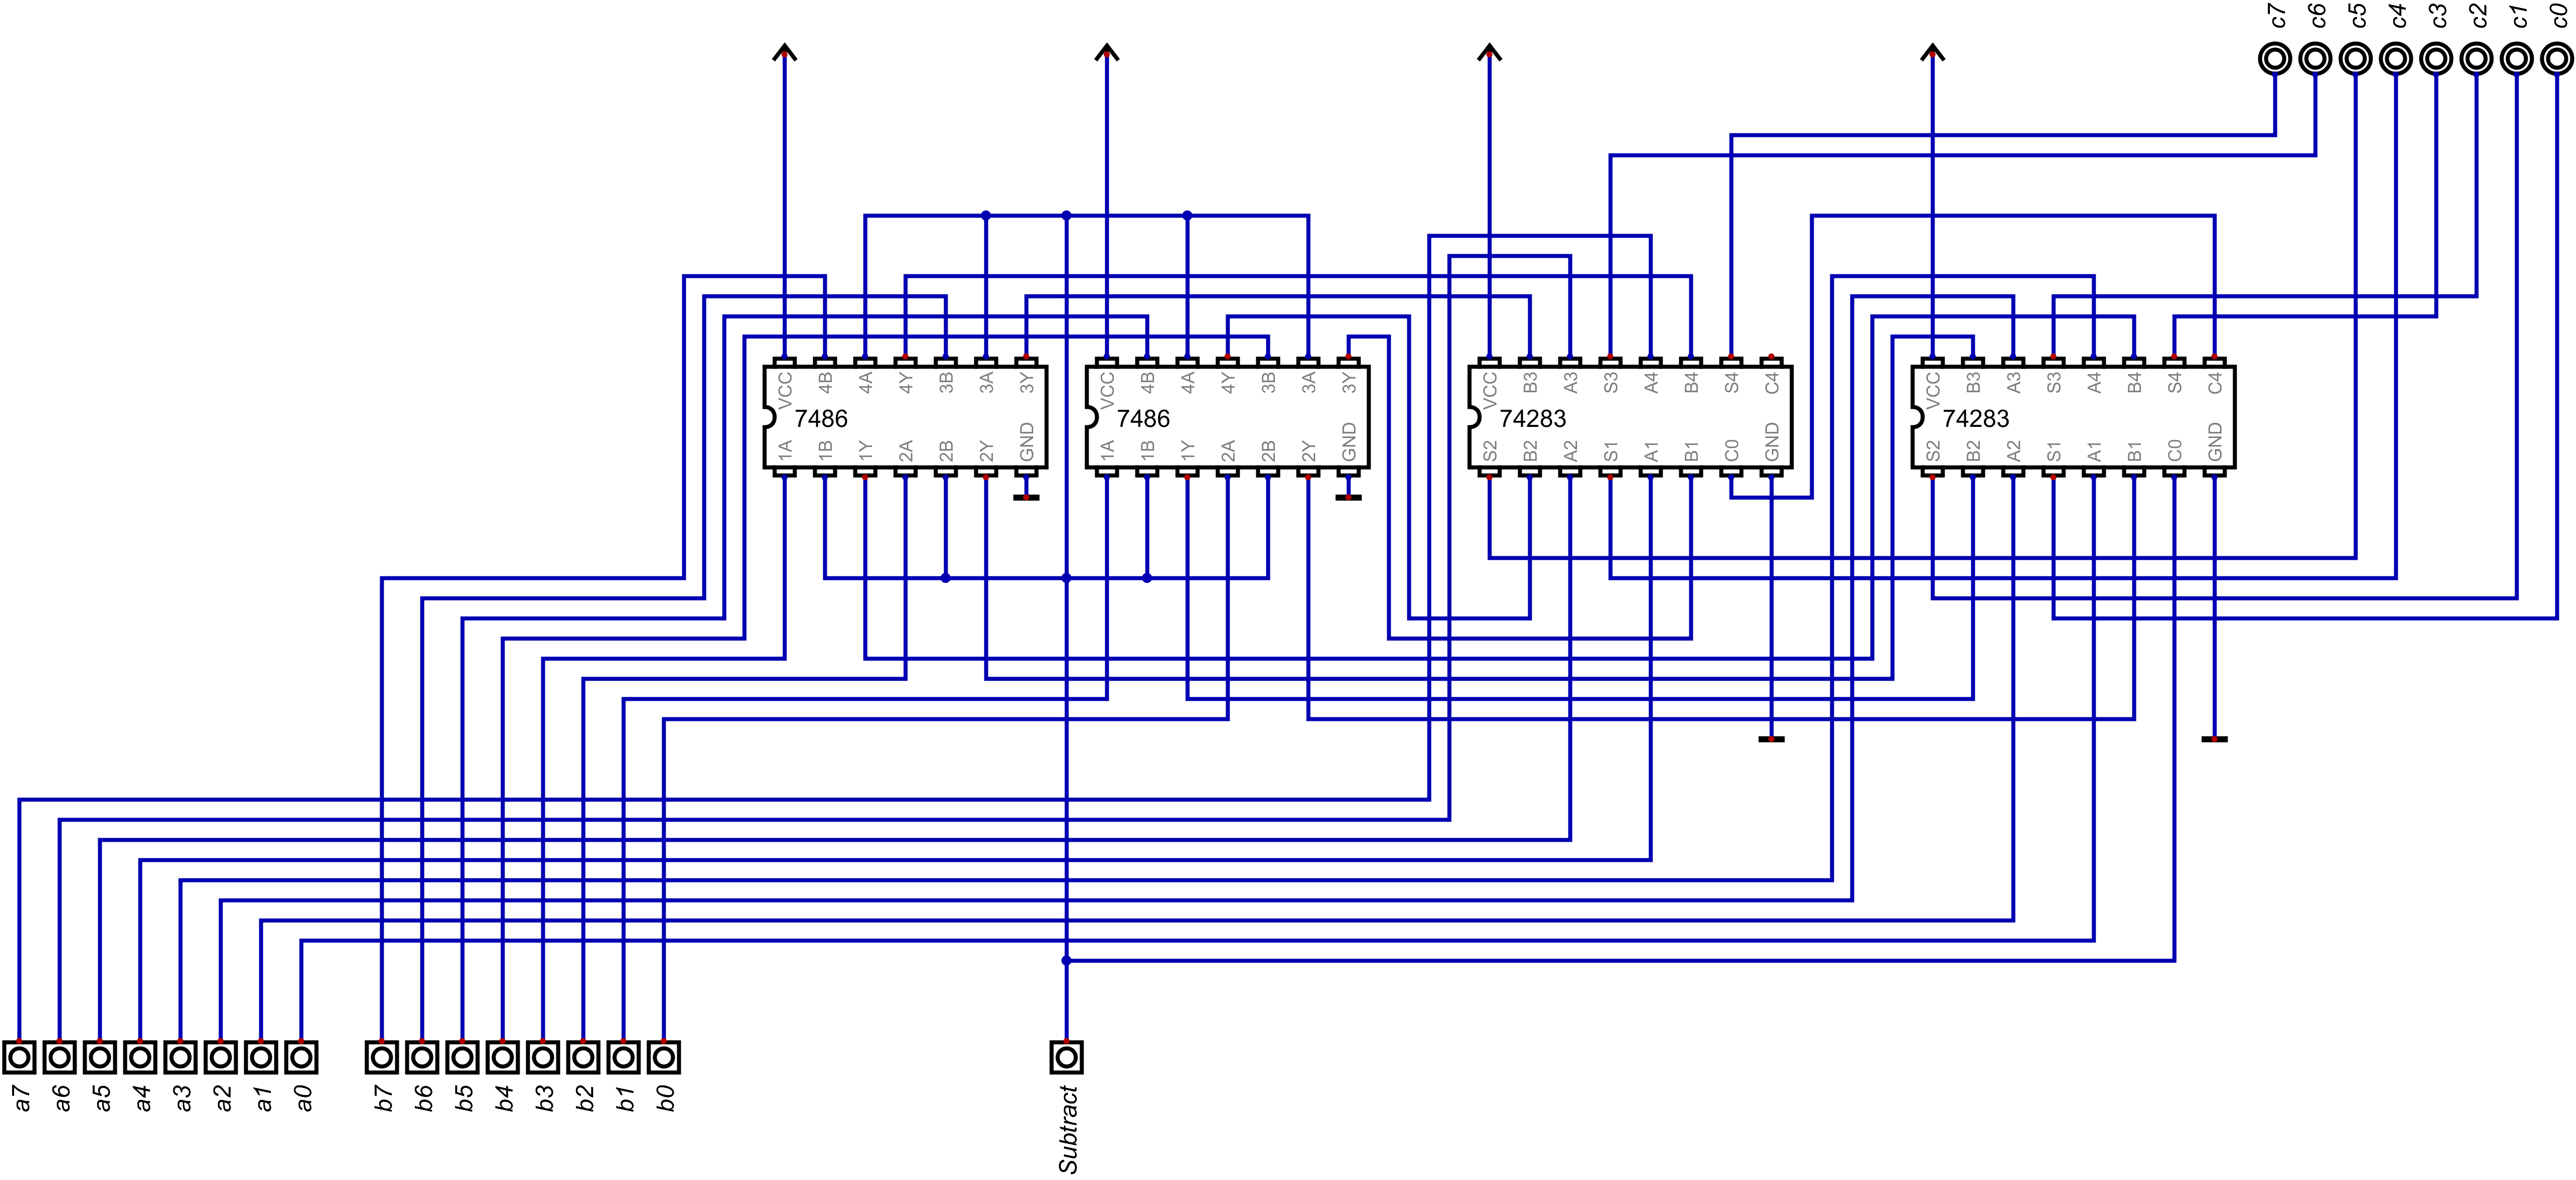 c7 c6 c5 c4 c3 c2 c1 c0
VCC 4B 4A 4Y 3B 3A 3Y
7486
1A 1B 1Y 2A 2B 2Y GND
VCC 4B 4A 4Y 3B 3A 3Y
7486
1A 1B 1Y 2A 2B 2Y GND
VCC B3 A3 S3 A4 B4 S4 C4
74283
S2 B2 A2 S1 A1 B1 C0 GND
VCC B3 A3 S3 A4 B4 S4 C4
74283
S2 B2 A2 S1 A1 B1 C0 GND
a7 a6 a5 a4 a3 a2 a1 a0
b7 b6 b5 b4 b3 b2 b1 b0
Subtract